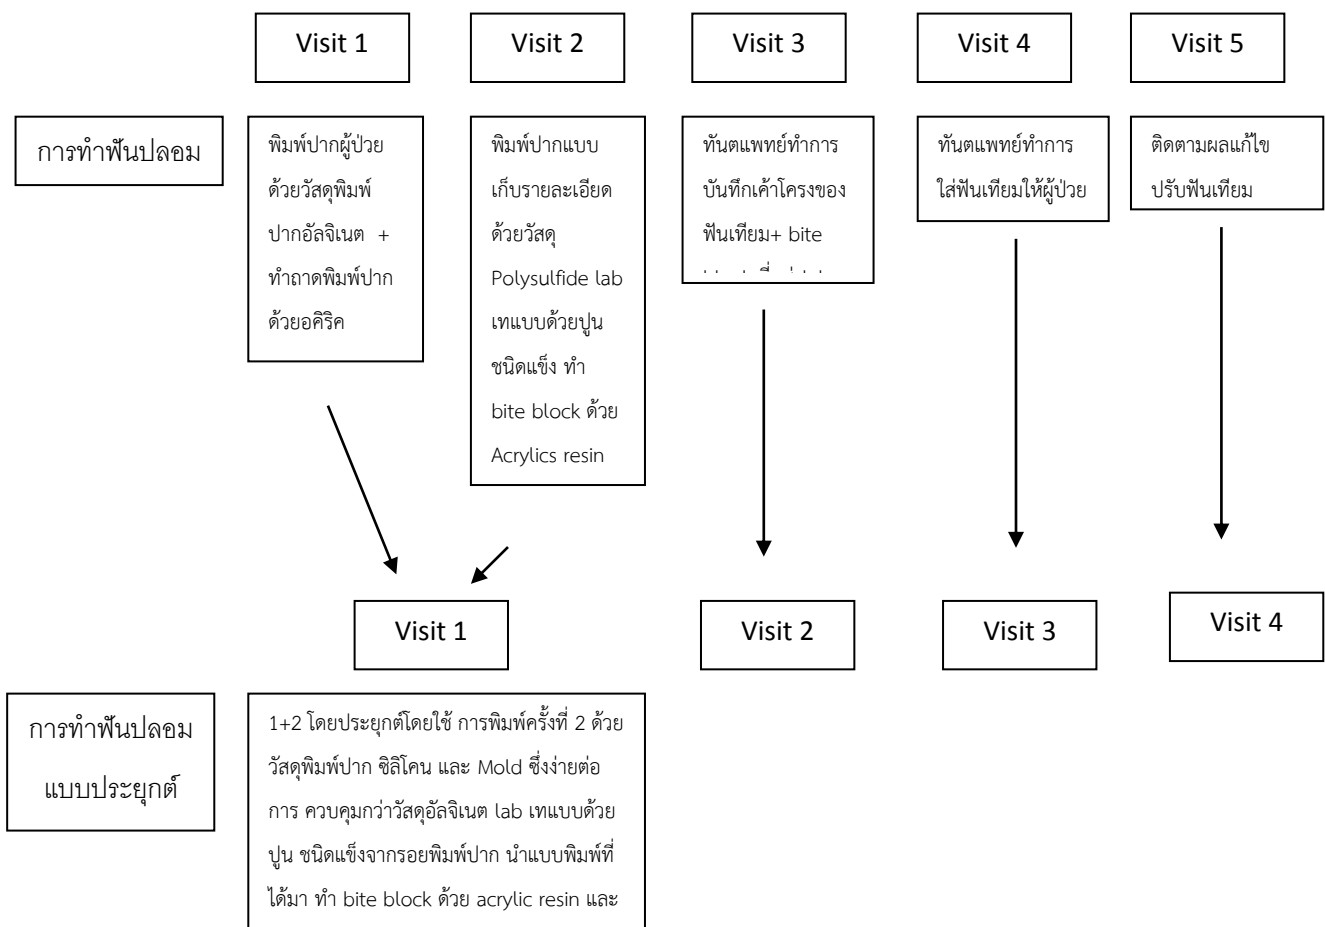 Visit 1
Visit 2
Visit 3
Visit 4
Visit 5
การทำฟันปลอม
พิมพ์ปากผู้ป่วย
ด้วยวัสดุพิมพ์
ปากอัลจิเนต +
ทำถาดพิมพ์ปาก
ด้วยอคิริค
พิมพ์ปากแบบ
เก็บรายละเอียด
ด้วยวัสดุ
Polysulfide lab
เทแบบด้วยปูน
ชนิดแข็ง ทำ
bite block ด้วย
Acrylics resin
ทันตแพทย์ทำการ
บันทึกเค้าโครงของ
ฟันเทียม+ bite
ทันตแพทย์ทำการ
ใส่ฟันเทียมให้ผู้ป่วย
ติดตามผลแก้ไข
ปรับฟันเทียม
Visit 1
Visit 2
Visit 3
Visit 4
การทำฟันปลอม
แบบประยุกต์
1+2 โดยประยุกต์โดยใช้ การพิมพ์ครั้งที่ 2 ด้วย
วัสดุพิมพ์ปาก ซิลิโคน และ Mold ซึ่งง่ายต่อ
การ ควบคุมกว่าวัสดุอัลจิเนต lab เทแบบด้วย
ปูน ชนิดแข็งจากรอยพิมพ์ปาก นำแบบพิมพ์ที่
ได้มา ทำ bite block ด้วย acrylic resin และ